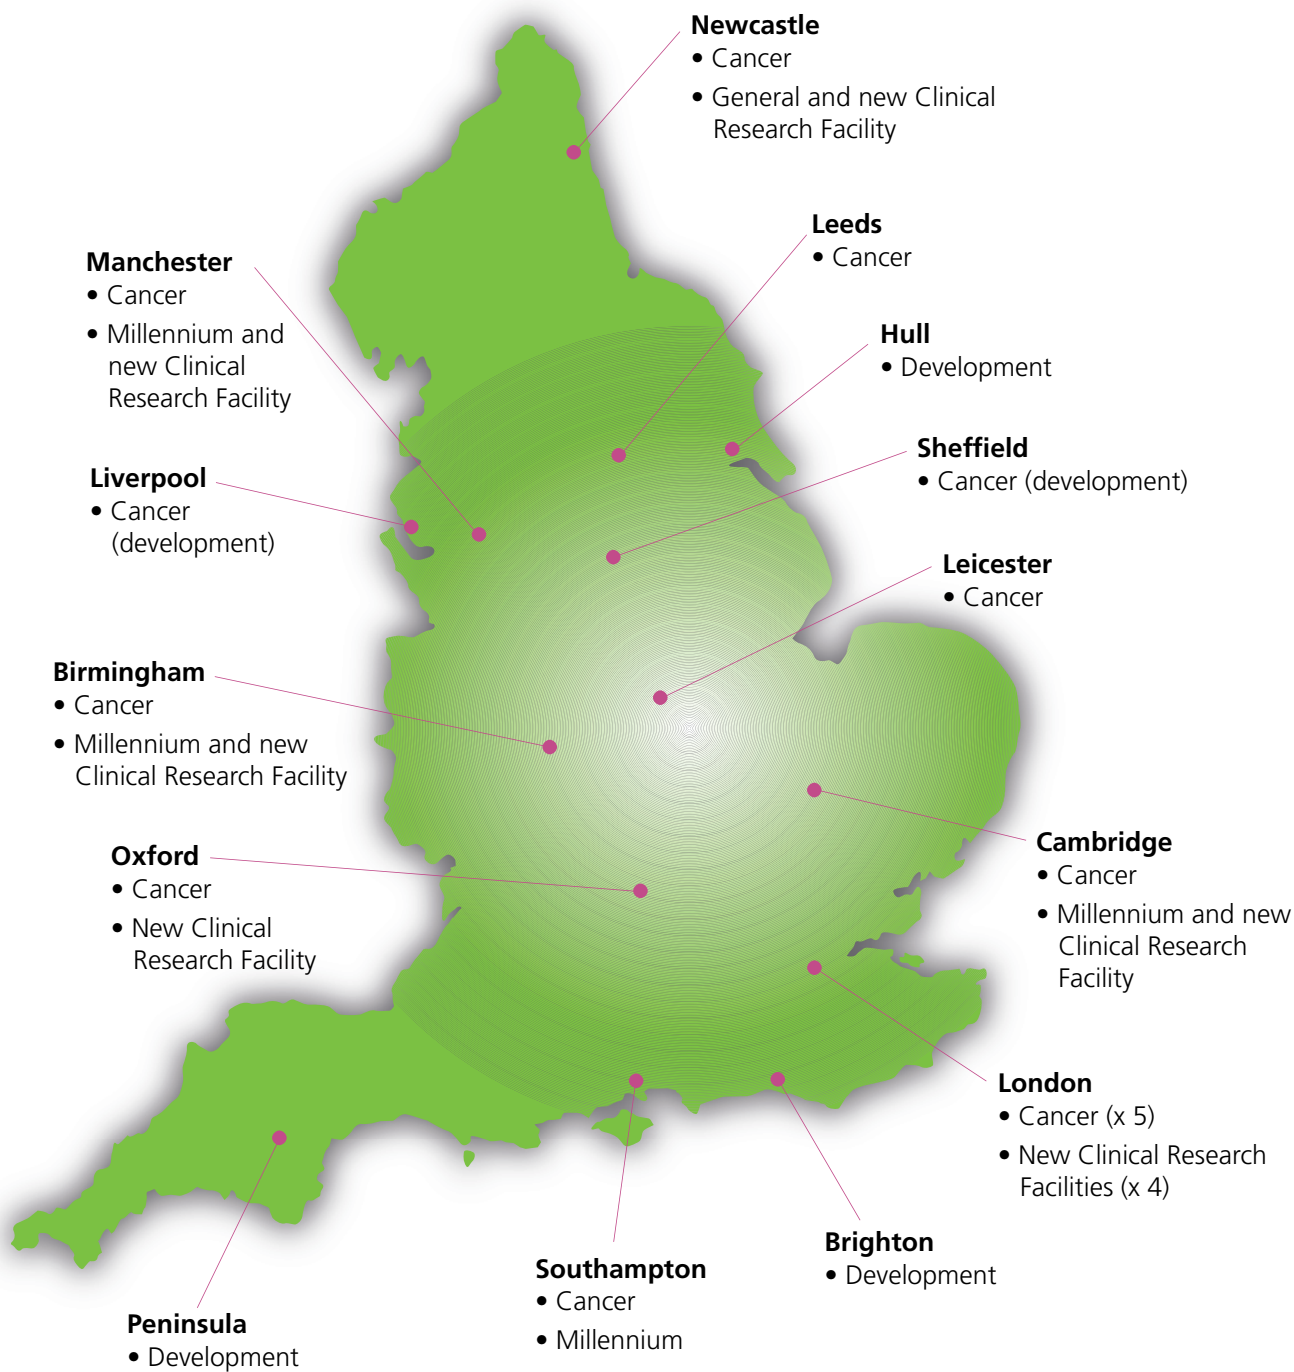 Newcastle
• Cancer
• General and new Clinical
Research Facility
Leeds
• Cancer
Manchester
• Cancer
• Millennium and
new Clinical
Research Facility
Hull
• Development
Sheffield
• Cancer (development)
Liverpool
• Cancer
(development)
Leicester
• Cancer
Birmingham
• Cancer
• Millennium and new
Clinical Research Facility
Cambridge
• Cancer
• Millennium and new
Clinical Research
Facility
Oxford
• Cancer
• New Clinical
Research Facility
London
• Cancer (x 5)
• New Clinical Research
Facilities (x 4)
Brighton
• Development
Southampton
• Cancer
• Millennium
Peninsula
• Development